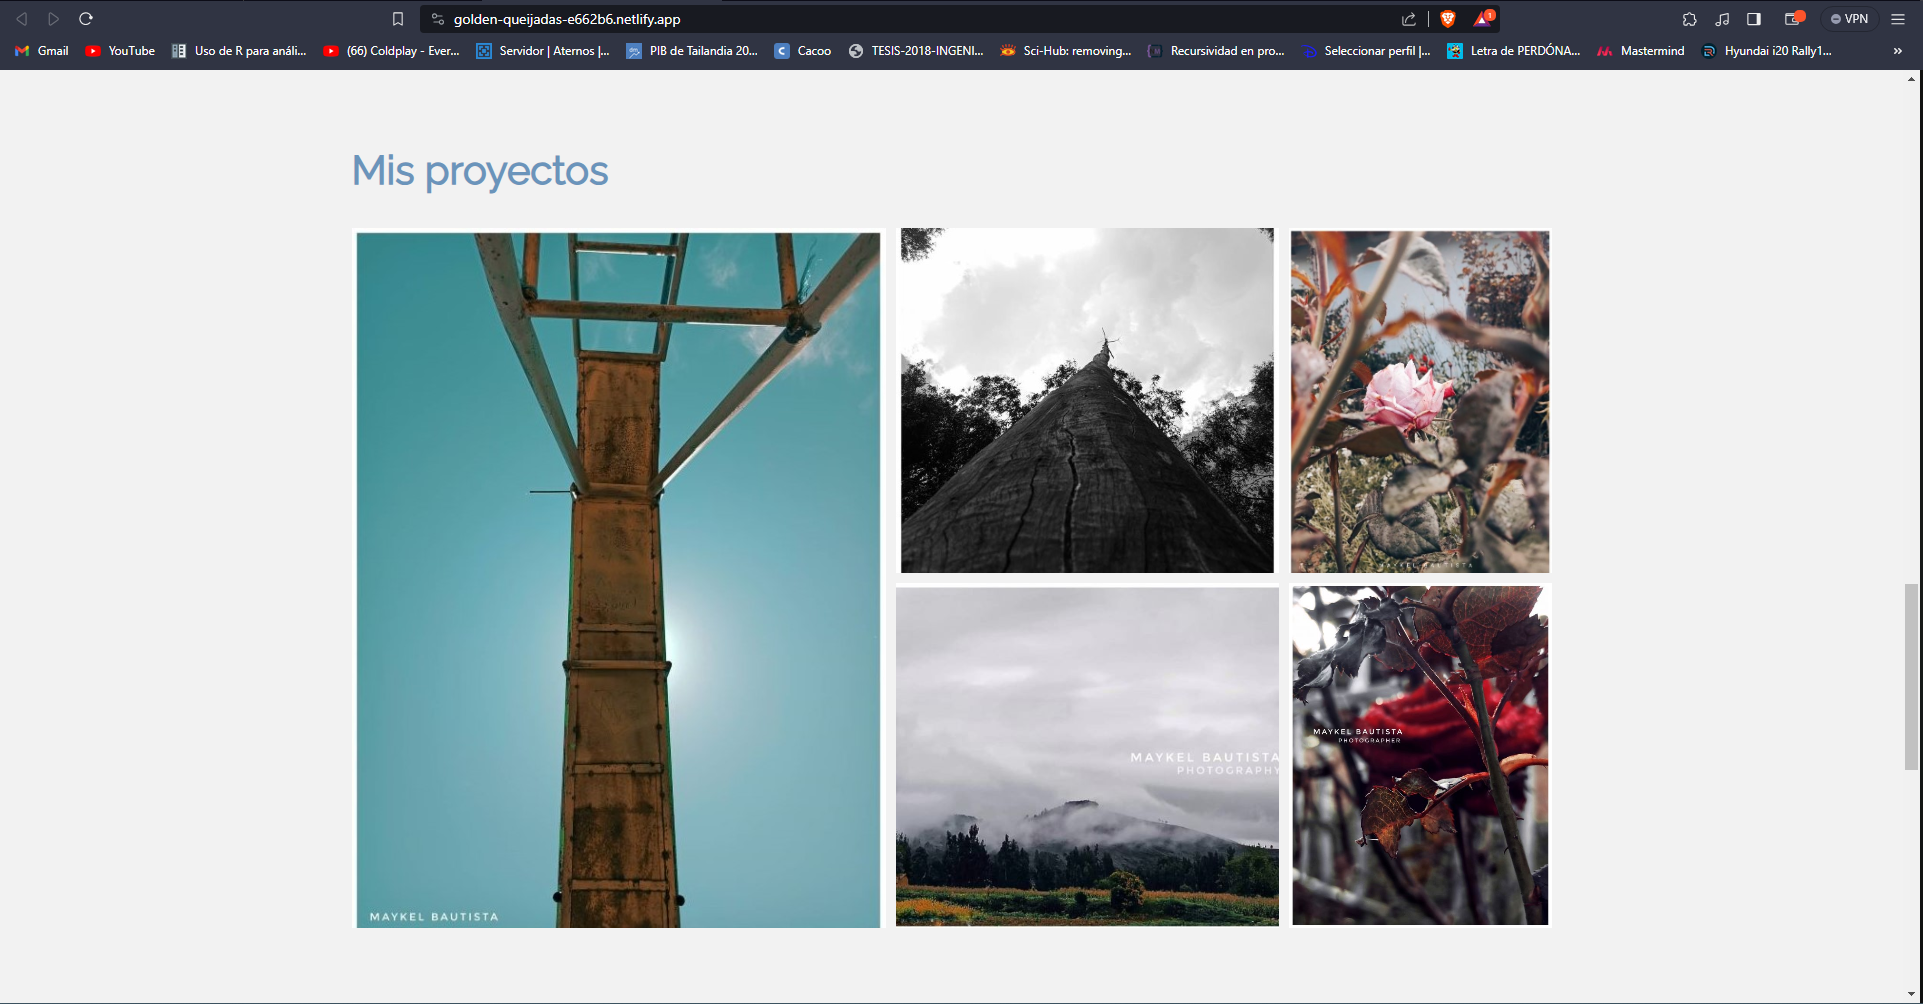 golden-queijadas-e662b6.netlify.app
1
VPN
Gmail
YouTube
Uso de R para análi...
(66) Coldplay - Ever...
Servidor | Aternos |...
PIB de Tailandia 20...
Cacoo
TESIS-2018-INGENI...
Sci-Hub: removing...
Recursividad en pro...
Seleccionar perfil |...
Letra de PERDÓNA...
Mastermind
Hyundai i20 Rally1...
»
Mis proyectos
MAYKEL BAUTISTA
MAYKEL BAUTISTA
MAYKEL BAUTISTA
PHOTOGRAPHY
MAYKEL BAUTISTA
PHOTOGRAPHER